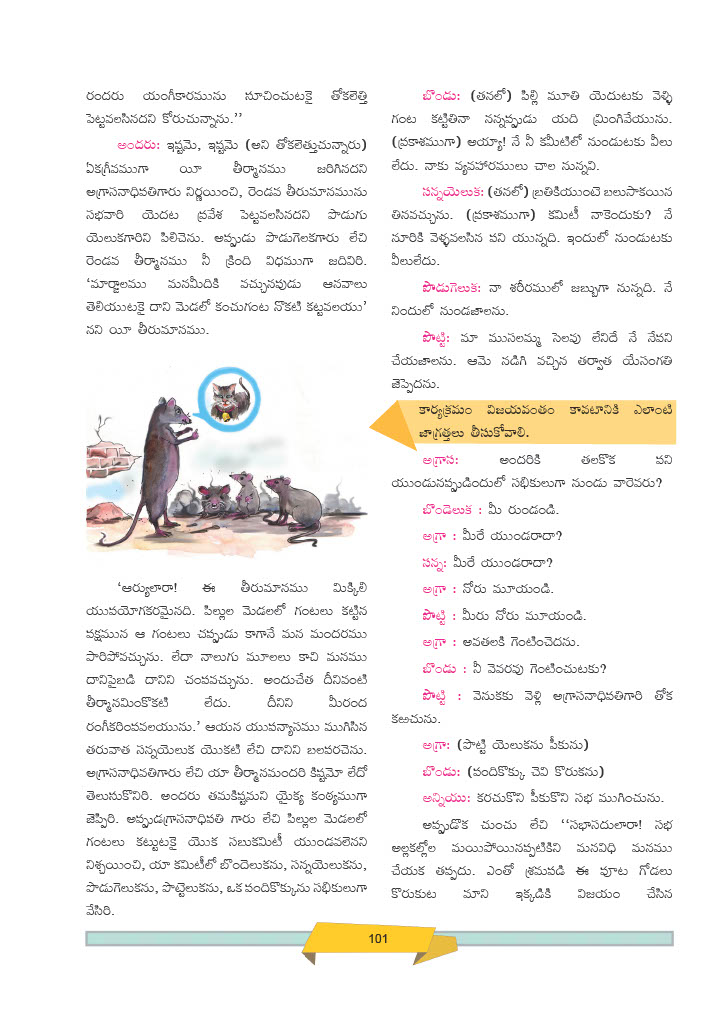 రందరు యంగీకారమును సూచించుటకై తోకలెత్తి
పెట్టవలసినదని కోరుచున్నాను.’’
అందరు: ఇష్టమె, ఇష్టమె (అని తోకలెత్తుచున్నారు)
ఏకగ్రీవముగా యీ తీర్మానము జరిగినదని
అగ్రాసనాధివతిగారు నిర్ణయించి, రెండవ తీరుమానమును
సభవారి యెదట ప్రవేశ పెట్టవలసినదని పొడుగు
యెలుకగారిని పిలిచెను. అప్పుడు పొడుగెలకగారు లేచి
రెండవ తీర్మానము నీ క్రింది విధముగా జదివిరి.
‘మార్జాలము మనమీదికి వచ్చునపుడు ఆనవాలు
తెలియుటకై దాని మెడలో కంచుగంట నొకటి కట్టవలయు’
నని యీ తీరుమానము.
‘ఆర్యులారా! ఈ తీరుమానము మిక్కిలి
యుపయోగకరమైనది. పిల్లుల మెడలలో గంటలు కట్టిన
పక్షమున ఆ గంటలు చప్పుడు కాగానే మన మందరము
పారిపోవచ్చును. లేదా నాలుగు మూలలు కాచి మనము
దానిపైబడి దానిని చంపవచ్చును. అందుచేత దీనివంటి
తీర్మానమింకొకటి లేదు. దీనిని మీరంద
రంగీకరింపవలయును.’ ఆయన యుపన్యాసము ముగిసిన
తరువాత సన్నయెలుక యొకటి లేచి దానిని బలపరచెను.
అగ్రాసనాధిపతిగారు లేచి యా తీర్మానమందరి కిష్టమో లేదో
తెలుసుకొనిరి. అందరు తమకిష్టమని యైక్య కంఠ్యముగా
జెప్పిరి. అప్పుడగ్రాసనాధిపతి గారు లేచి పిల్లుల మెడలలో
గంటలు కట్టుటకై యొక సబుకమిటీ యుండవలెనని
నిశ్చయించి, యా కమిటీలో బొండెలుకను, సన్నయెలుకను,
పొడుగెలుకను, పొట్టెలుకను, ఒక పందికొక్కును సభికులుగా
వేసిరి.
బొండు: (తనలో) పిల్లి మూతి యెదుటకు వెళ్ళి
గంట కట్టితినా నన్నప్పుడు యది మ్రింగివేయును.
(ప్రకాశముగా) అయ్యా! నే నీ కమీటీలో నుండుటకు వీలు
లేదు. నాకు వ్యవహారములు చాల నున్నవి.
సన్నయెలుక: (తనలో) బ్రతికియుంటె బలుసాకయిన
తినవచ్చును. (ప్రకాశముగా) కమిటీ నాకెందుకు? నే
నూరికి వెళ్ళవలసిన పని యున్నది. ఇందులో నుండుటకు
వీలులేదు.
పొడుగెలుక: నా శరీరములో జబ్బుగా నున్నది. నే
నిందులో నుండజాలను.
పొట్టి: మా ముసలమ్మ సెలవు లేనిదే నే నేపని
చేయజాలను. ఆమె నడిగి వచ్చిన తర్వాత యేసంగతి
జెప్పెదను.
కార్యక్రమం విజయవంతం కావటానికి ఎలాంటి
జాగ్రత్తలు తీసుకోవాలి.
అగ్రాస: అందరికి తలకొక పని
యుండునప్పుడిందులో సభికులుగా నుండు వారెవరు?
బొండెలుక : మీ రుండండి.
అగ్రా : మీరే యుండరాదా?
సన్న: మీరే యుండరాదా?
అగ్రా : నోరు మూయండి.
పొట్టి : మీరు నోరు మూయండి.
అగ్రా : అవతలకి గెంటించెదను.
బొండు : నీ వెవరవు గెంటించుటకు?
పొట్టి : వెనుకకు వెళ్లి అగ్రాసనాధిపతిగారి తోక
కఱచును.
అగ్రా: (పొట్టి యెలుకను పీకును)
బొండు: (పందికొక్కు చెవి కొరుకను)
అన్నియు: కరచుకొని పీకుకొని సభ ముగించును.
అప్పుడొక చుంచు లేచి ‘‘సభాసదులారా! సభ
అల్లకల్లోల మయిపోయినప్పటికిని మనవిధి మనము
చేయక తప్పదు. ఎంతో శ్రమపడి ఈ పూట గోడలు
కొరుకుట మాని ఇక్కడికి విజయం చేసిన
101